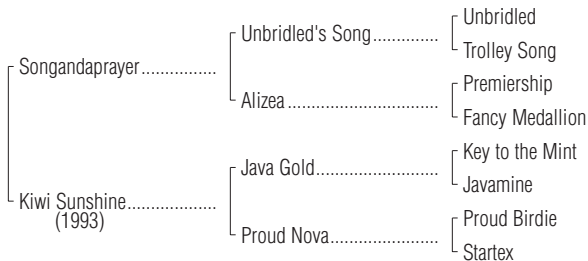 Unbridled
Unbridled's Song..............
Trolley Song
Songandaprayer................
Premiership
Alizea................................
Fancy Medallion
Key to the Mint
Java Gold..........................
Javamine
Kiwi Sunshine...................
(1993)
Proud Birdie
Proud Nova.......................
Startex